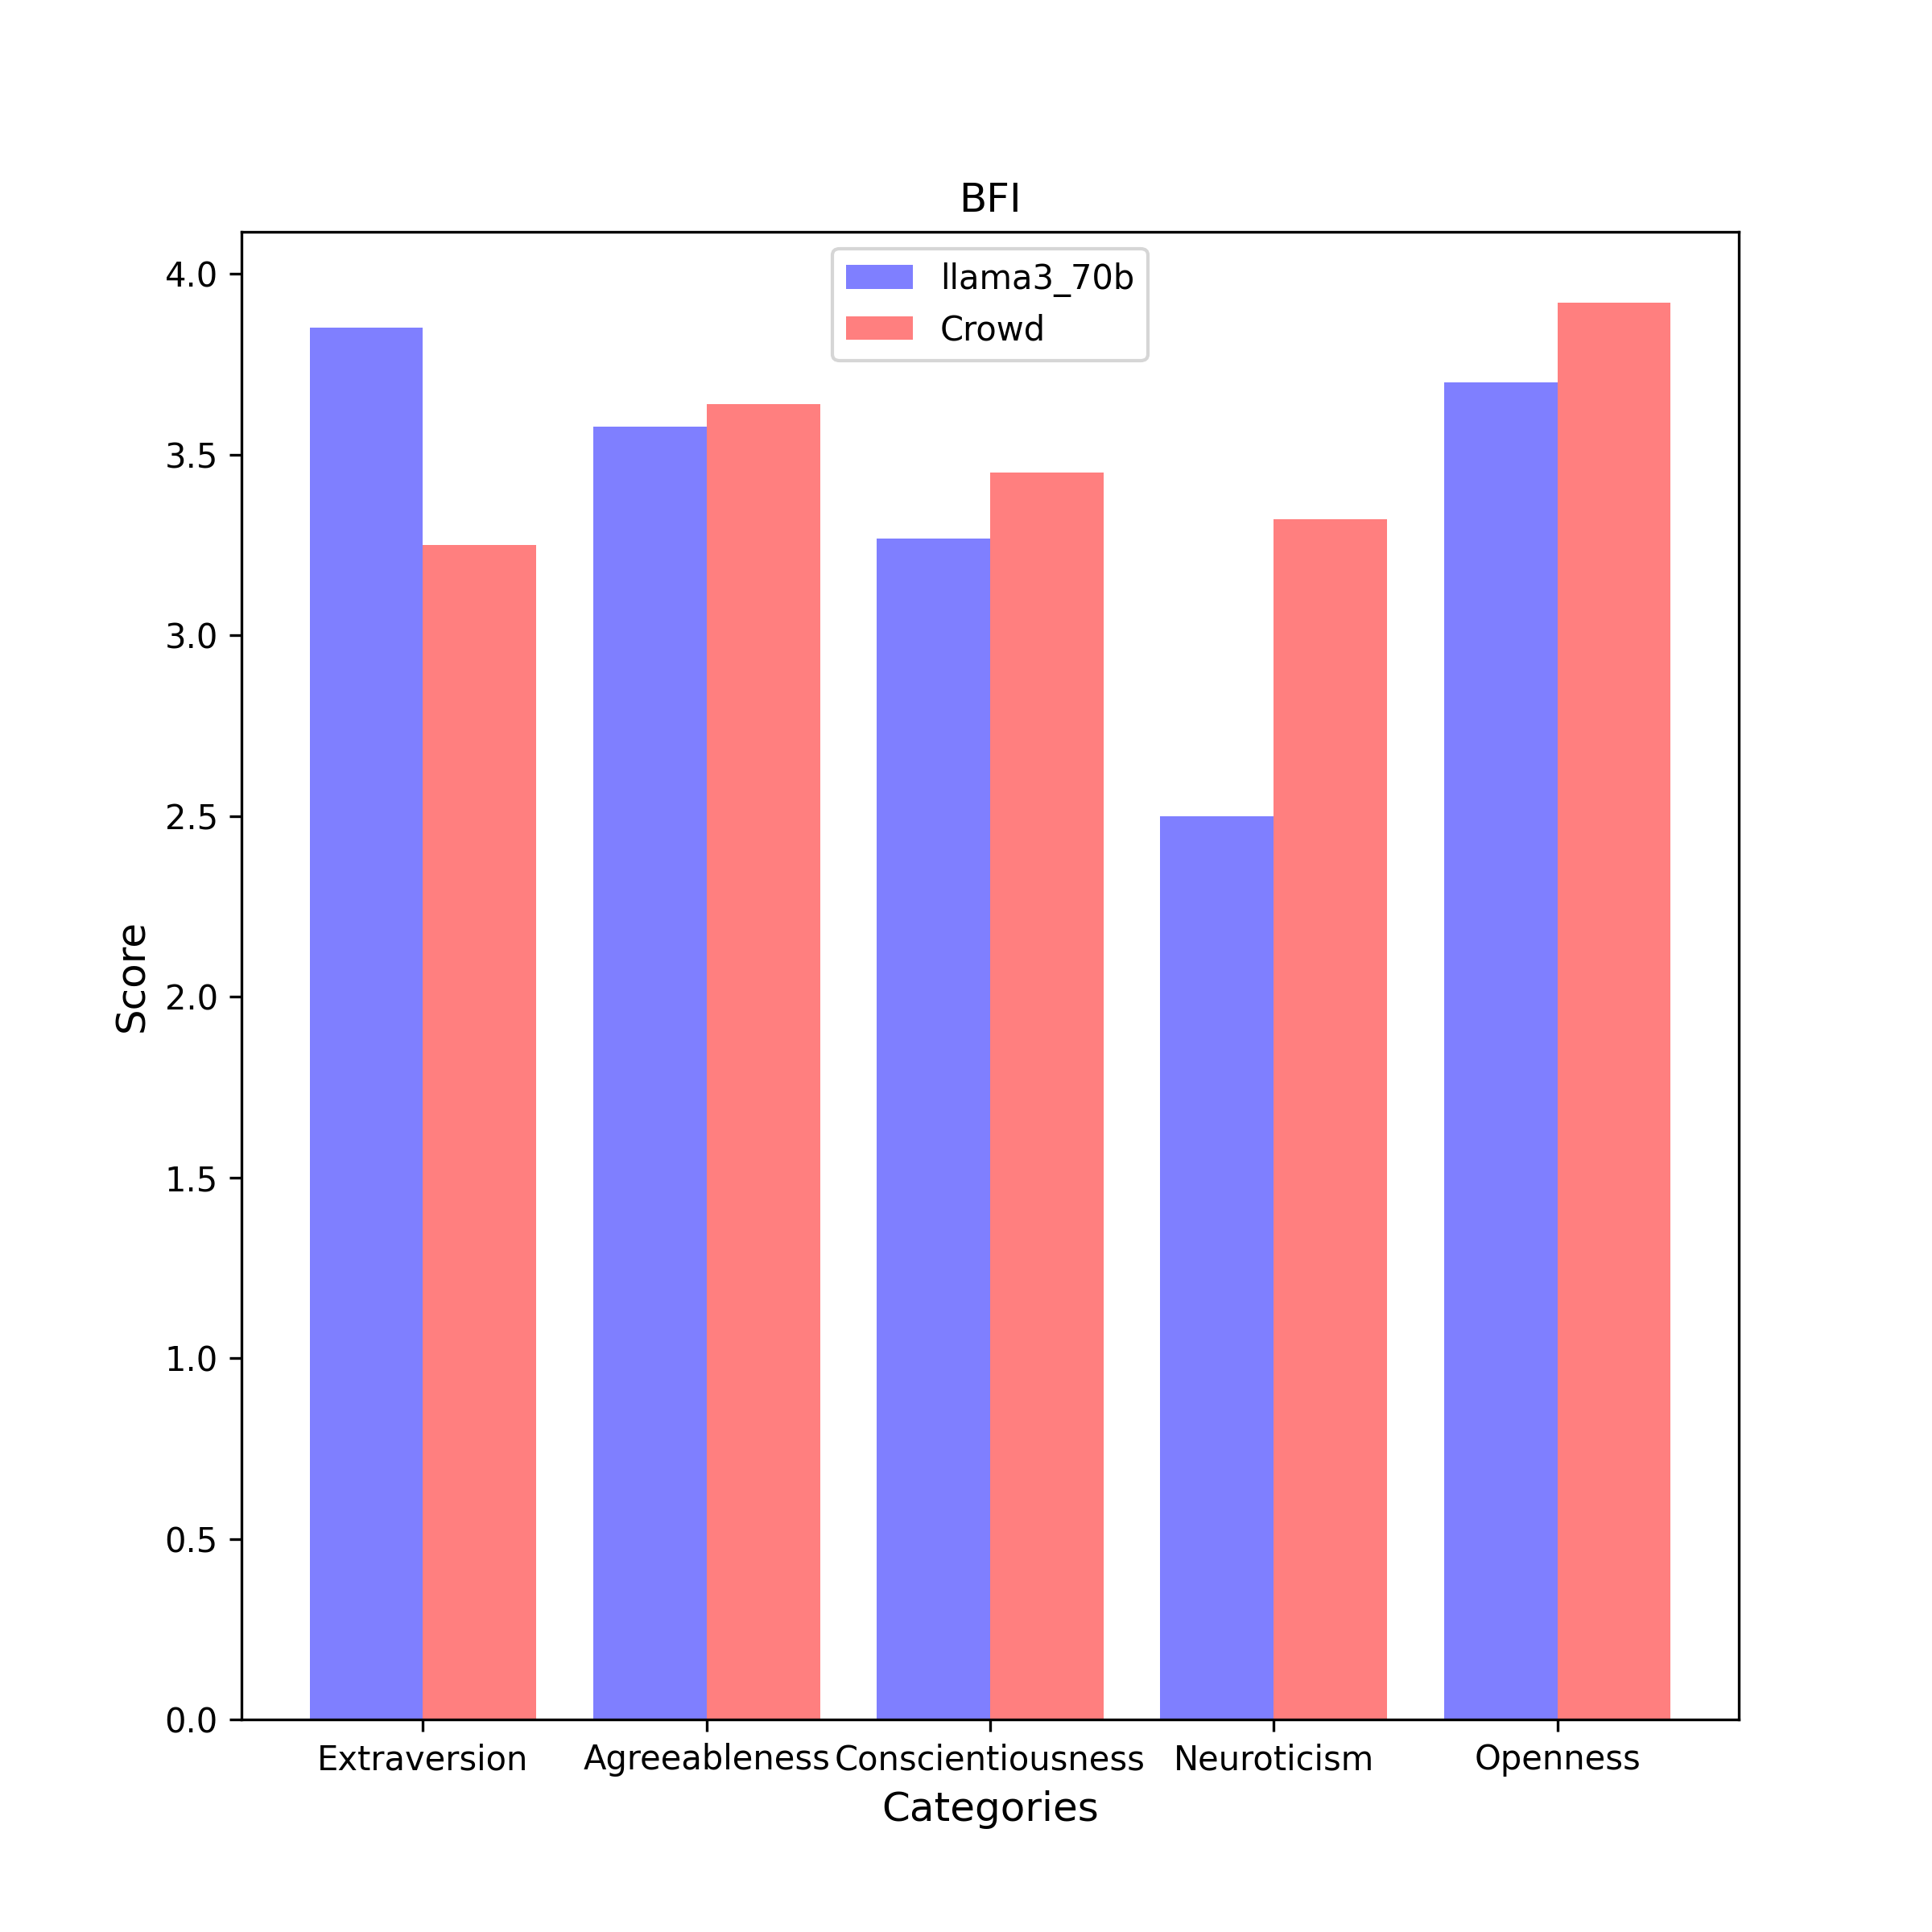 BFI
llama3_70b
Crowd
4.0
3.5
3.0
2.5
2.0
1.5
1.0
0.5
0.0
Score
Extraversion Agreeableness Conscientiousness Neuroticism Openness
Categories